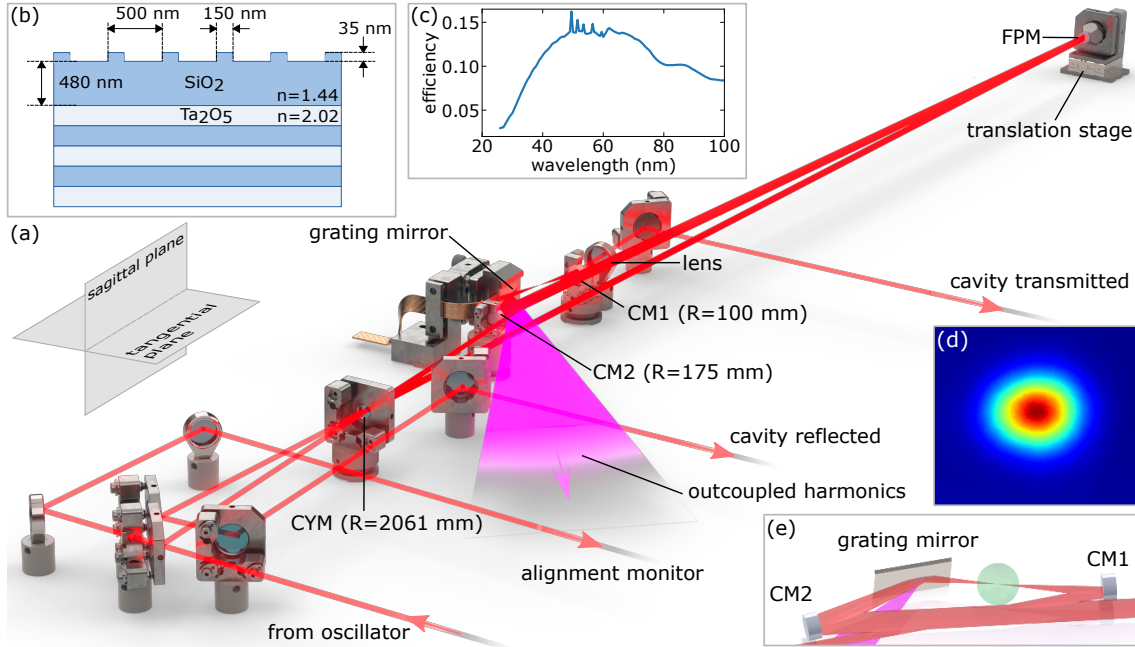 (b)
500 nm
150 nm
35 nm
480 nm
SiO2
n=1.44
Ta2O5
n=2.02
(c)
efficiency
0.15
0.10
0.05
20
40
60
80
100
wavelength (nm)
FPM
translation stage
(a)
sagittal plane
tangential
plane
grating mirror
lens
cavity transmitted
CM1 (R=100 mm)
CM2 (R=175 mm)
(d)
cavity reflected
outcoupled harmonics
CYM (R=2061 mm)
alignment monitor
from oscillator
(e)
grating mirror
CM1
CM2